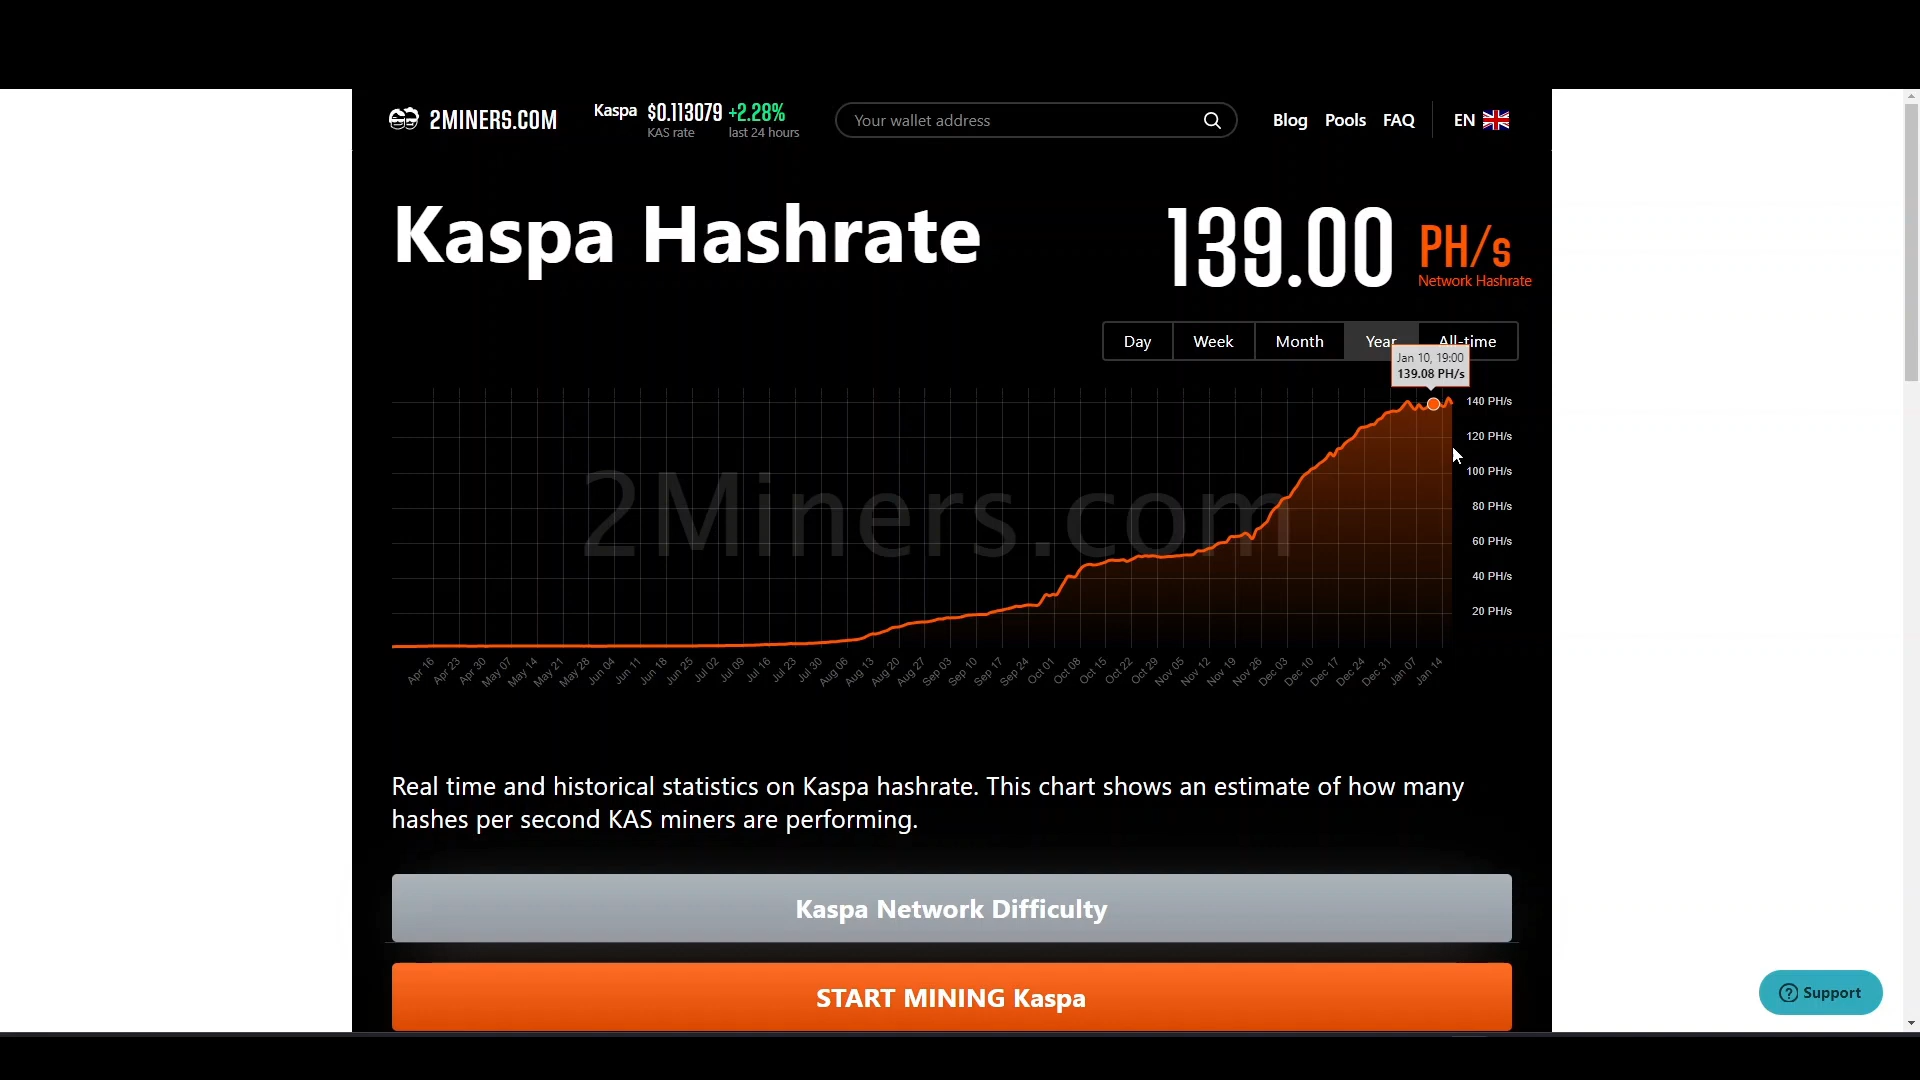 2MINERS.COM
Kaspa $0.113079 +2.28%
KAS rate last 24 hours
Your wallet address
Blog Pools FAQ EN
Kaspa Hashrate
139.00 PH/s
Network Hashrate
Day Week Month Year All-time
Jan 10, 19:00
139.08 PH/s
2Miners.com
140 PH/s
120 PH/s
100 PH/s
80 PH/s
60 PH/s
40 PH/s
20 PH/s
Apr 16 Apr 23 Apr 30 May 07 May 14 May 21 May 28 Jun 04 Jun 11 Jun 18 Jun 25 Jul 02 Jul 09 Jul 16 Jul 23 Jul 30 Aug 06 Aug 13 Aug 20 Aug 27 Sep 03 Sep 10 Sep 17 Sep 24 Oct 01 Oct 08 Oct 15 Oct 22 Oct 29 Nov 05 Nov 12 Nov 19 Nov 26 Dec 03 Dec 10 Dec 17 Dec 24 Dec 31 Jan 07 Jan 14
Real time and historical statistics on Kaspa hashrate. This chart shows an estimate of how many
hashes per second KAS miners are performing.
Kaspa Network Difficulty
START MINING Kaspa
Support